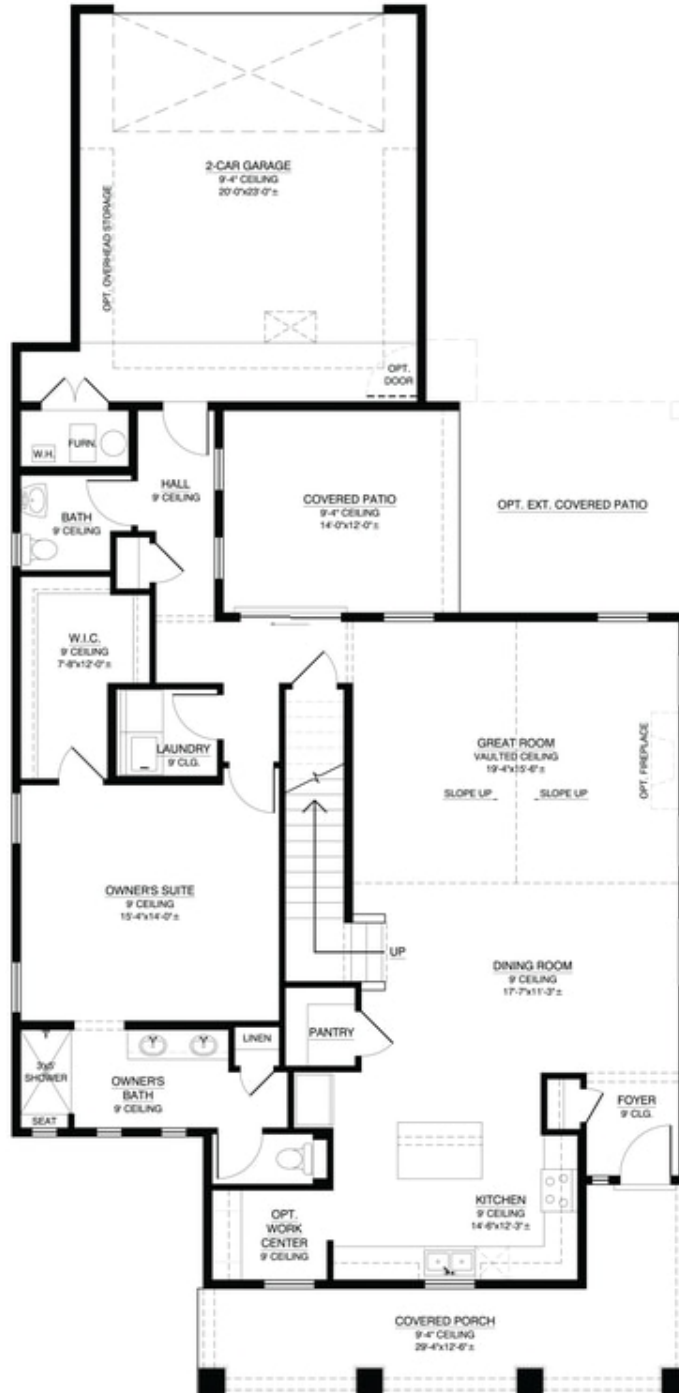 2-CAR GARAGE
9'-4" CEILING
20'-0"x23'-0"±
OPT. OVERHEAD STORAGE
OPT.
DOOR
W.H.
FURN.
HALL
9' CEILING
BATH
9' CEILING
COVERED PATIO
9'-4" CEILING
14'-0"x12'-0"±
OPT. EXT. COVERED PATIO
W.I.C.
9' CEILING
7'-8"x12'-0"±
LAUNDRY
9' CLG.
GREAT ROOM
VAULTED CEILING
19'-4"x15'-6"±
SLOPE UP
SLOPE UP
OPT. FIREPLACE
OWNER'S SUITE
9' CEILING
15'-4"x14'-0"±
UP
DINING ROOM
9' CEILING
17'-7"x11'-3"±
PANTRY
LINEN
3'x5'
SHOWER
SEAT
OWNER'S
BATH
9' CEILING
FOYER
9' CLG.
KITCHEN
9' CEILING
14'-6"x12'-3"±
OPT.
WORK
CENTER
9' CEILING
COVERED PORCH
9'-4" CEILING
29'-4"x12'-6"±